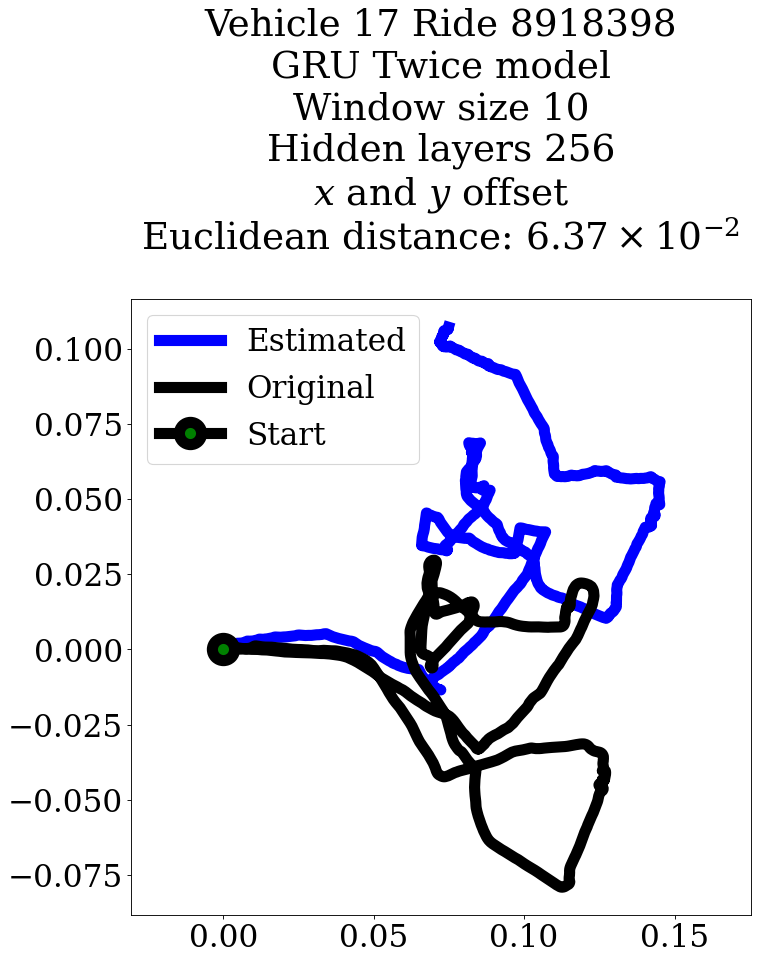 Vehicle 17 Ride 8918398
GRU Twice model
Window size 10
Hidden layers 256
x and y offset
Euclidean distance: 6.37 × 10⁻²
Estimated
Original
Start
0.100
0.075
0.050
0.025
0.000
−0.025
−0.050
−0.075
0.00 0.05 0.10 0.15